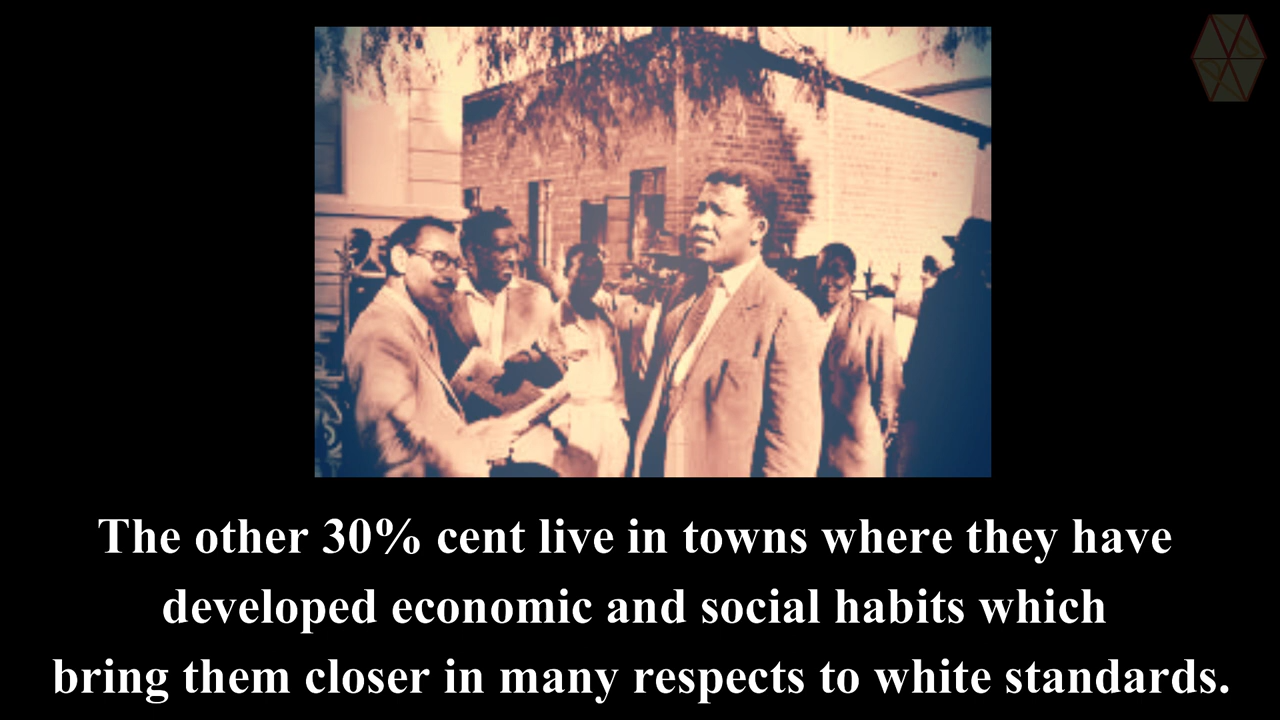 The other 30% cent live in towns where they have
developed economic and social habits which
bring them closer in many respects to white standards.